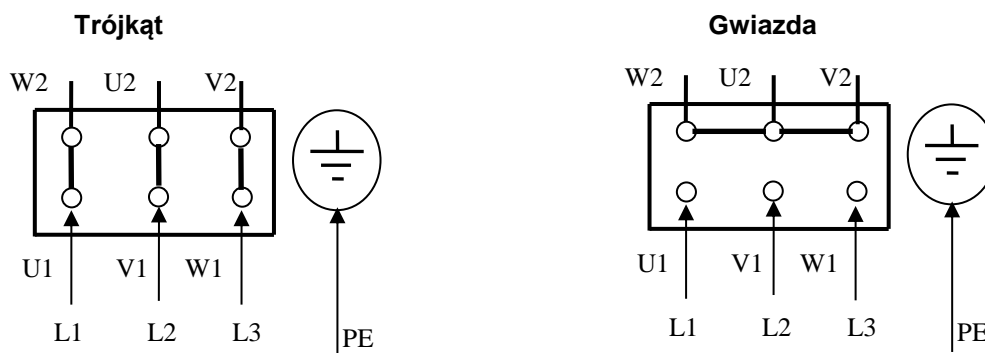 Trójkąt
Gwiazda
W2 U2 V2
W2 U2 V2
U1 V1 W1
U1 V1 W1
L1 L2 L3 PE
L1 L2 L3 PE